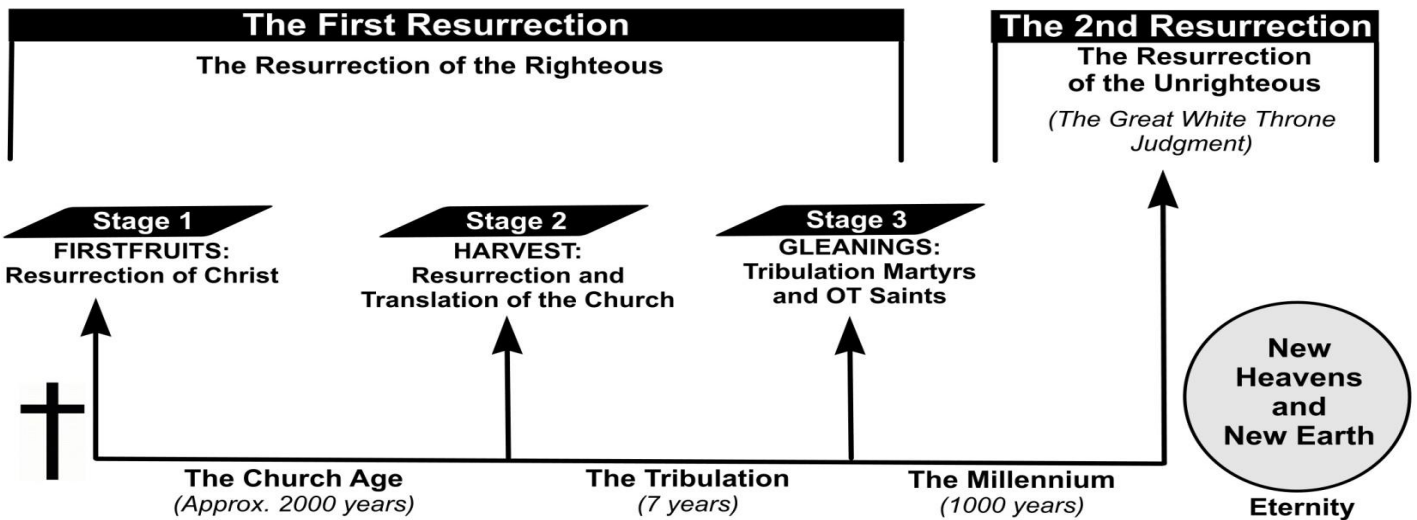 The First Resurrection
The Resurrection of the Righteous
The 2nd Resurrection
The Resurrection
of the Unrighteous
(The Great White Throne
Judgment)
Stage 1
FIRSTFRUITS:
Resurrection of Christ
Stage 2
HARVEST:
Resurrection and
Translation of the Church
Stage 3
GLEANINGS:
Tribulation Martyrs
and OT Saints
The Church Age
(Approx. 2000 years)
The Tribulation
(7 years)
The Millennium
(1000 years)
New
Heavens
and
New Earth
Eternity